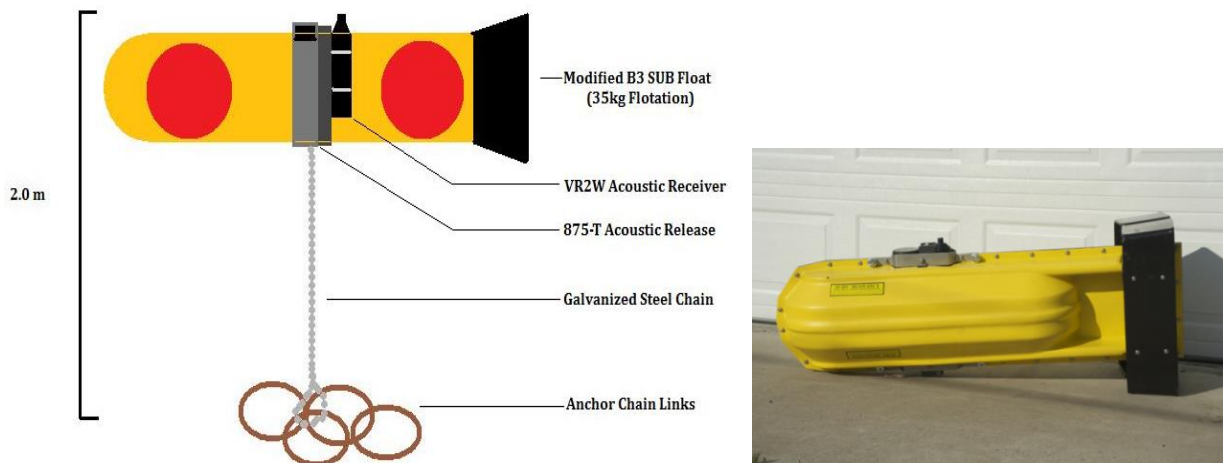 Modified B3 SUB Float
(35kg Flotation)
2.0 m
VR2W Acoustic Receiver
875-T Acoustic Release
Galvanized Steel Chain
Anchor Chain Links